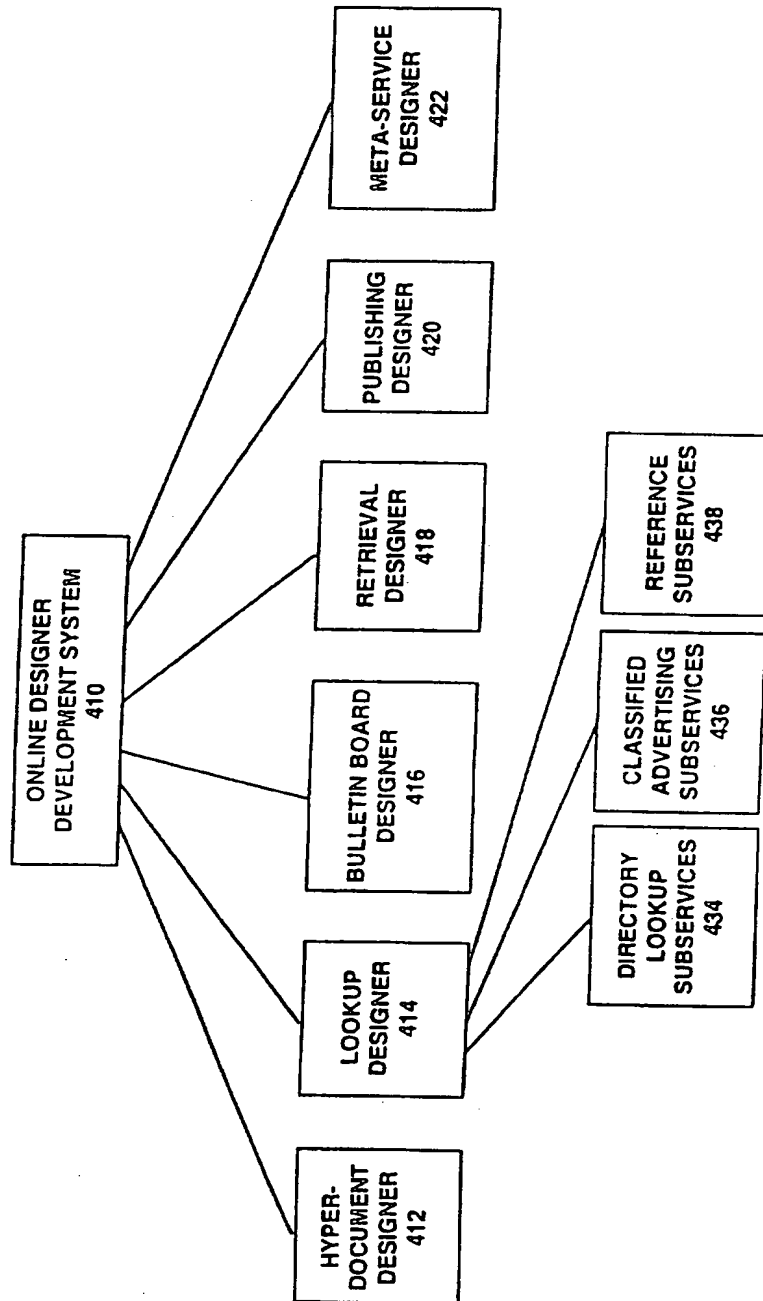 ONLINE DESIGNER
DEVELOPMENT SYSTEM
410
HYPER-
DOCUMENT
DESIGNER
412
LOOKUP
DESIGNER
414
BULLETIN BOARD
DESIGNER
416
RETRIEVAL
DESIGNER
418
PUBLISHING
DESIGNER
420
META-SERVICE
DESIGNER
422
DIRECTORY
LOOKUP
SUBSERVICES
434
CLASSIFIED
ADVERTISING
SUBSERVICES
436
REFERENCE
SUBSERVICES
438